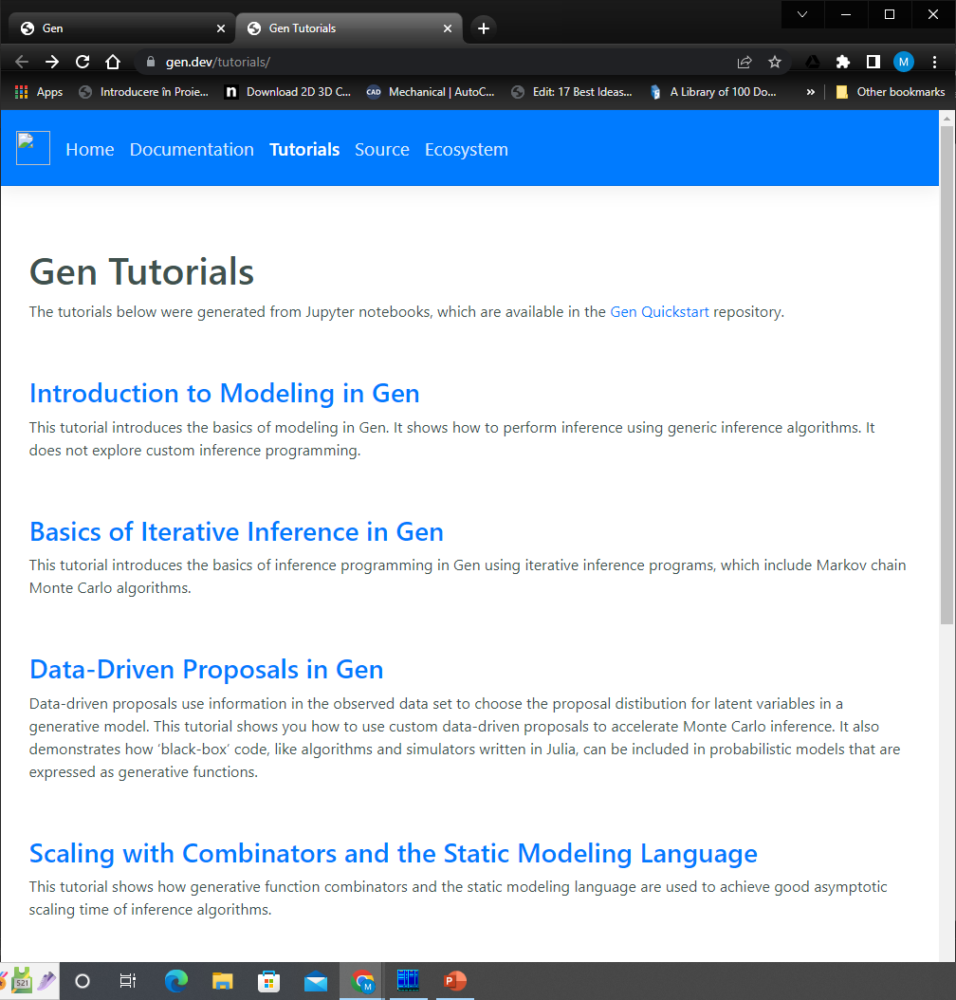 Gen
Gen Tutorials
gen.dev/tutorials/
M
Apps
Introducere în Proie...
n
Download 2D 3D C...
CAD
Mechanical | AutoC...
Edit: 17 Best Ideas...
A Library of 100 Do...
»
Other bookmarks
Home
Documentation
Tutorials
Source
Ecosystem
Gen Tutorials
The tutorials below were generated from Jupyter notebooks, which are available in the Gen Quickstart repository.
Introduction to Modeling in Gen
This tutorial introduces the basics of modeling in Gen. It shows how to perform inference using generic inference algorithms. It
does not explore custom inference programming.
Basics of Iterative Inference in Gen
This tutorial introduces the basics of inference programming in Gen using iterative inference programs, which include Markov chain
Monte Carlo algorithms.
Data-Driven Proposals in Gen
Data-driven proposals use information in the observed data set to choose the proposal distibution for latent variables in a
generative model. This tutorial shows you how to use custom data-driven proposals to accelerate Monte Carlo inference. It also
demonstrates how ‘black-box’ code, like algorithms and simulators written in Julia, can be included in probabilistic models that are
expressed as generative functions.
Scaling with Combinators and the Static Modeling Language
This tutorial shows how generative function combinators and the static modeling language are used to achieve good asymptotic
scaling time of inference algorithms.
521
M
P